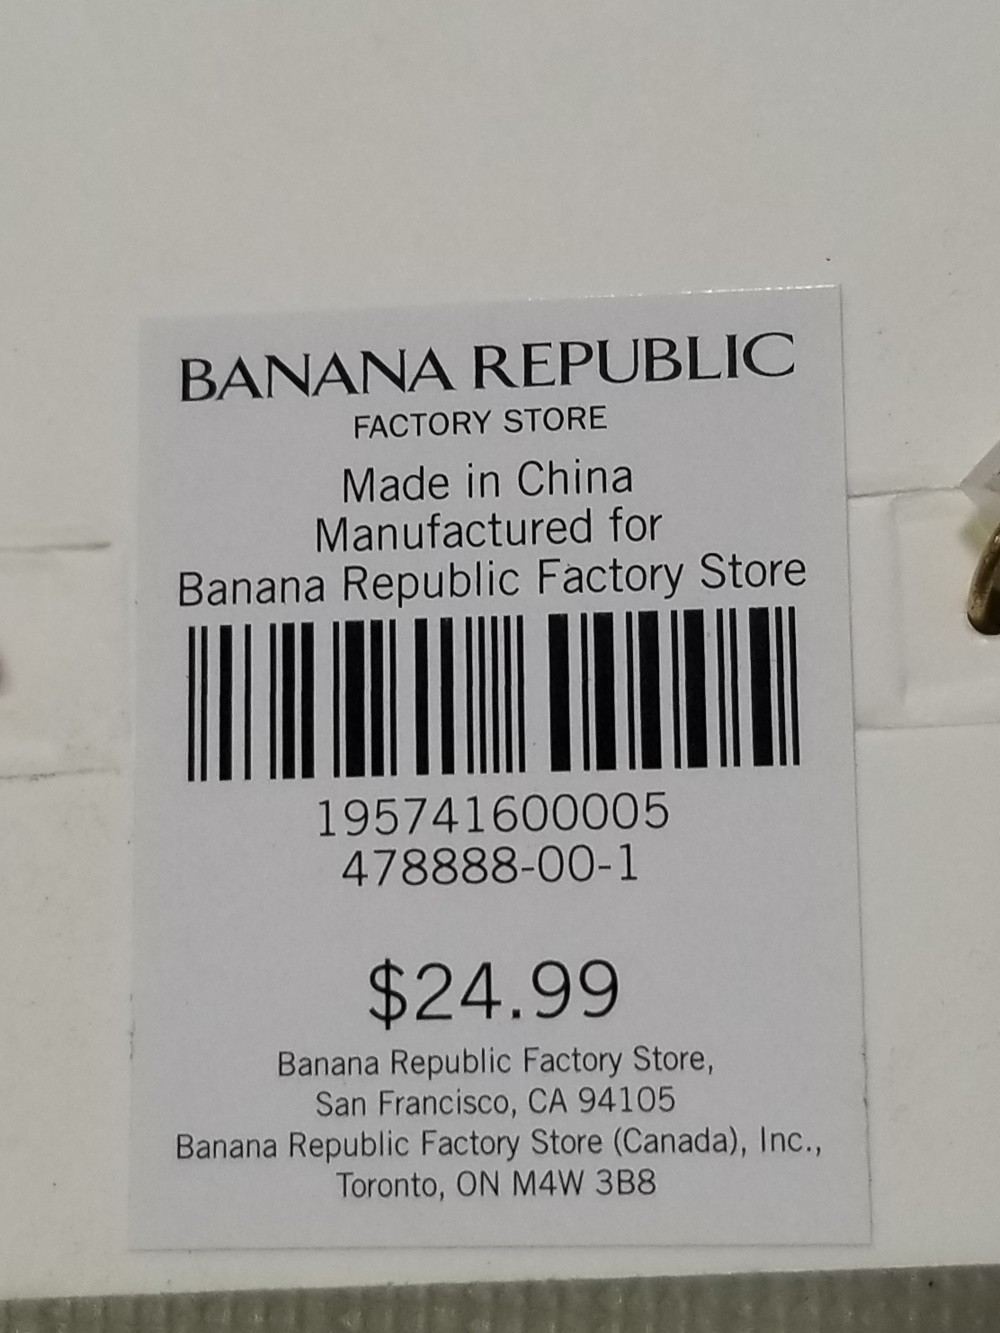 BANANA REPUBLIC
FACTORY STORE
Made in China
Manufactured for
Banana Republic Factory Store
195741600005
478888-00-1
$24.99
Banana Republic Factory Store,
San Francisco, CA 94105
Banana Republic Factory Store (Canada), Inc.,
Toronto, ON M4W 3B8